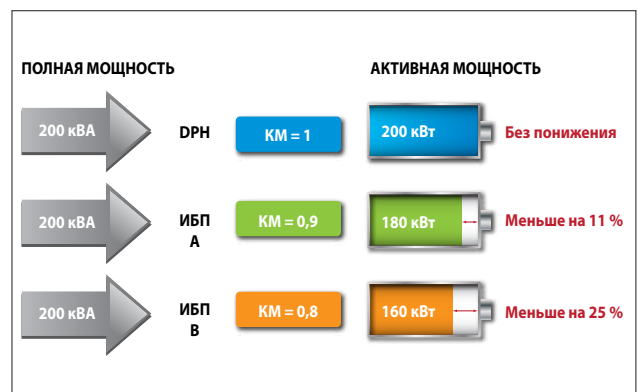 ПОЛНАЯ МОЩНОСТЬ
АКТИВНАЯ МОЩНОСТЬ
200 кВА
DPH
КМ = 1
200 кВт
Без понижения
200 кВА
ИБП
А
КМ = 0,9
180 кВт
Меньше на 11 %
200 кВА
ИБП
В
КМ = 0,8
160 кВт
Меньше на 25 %